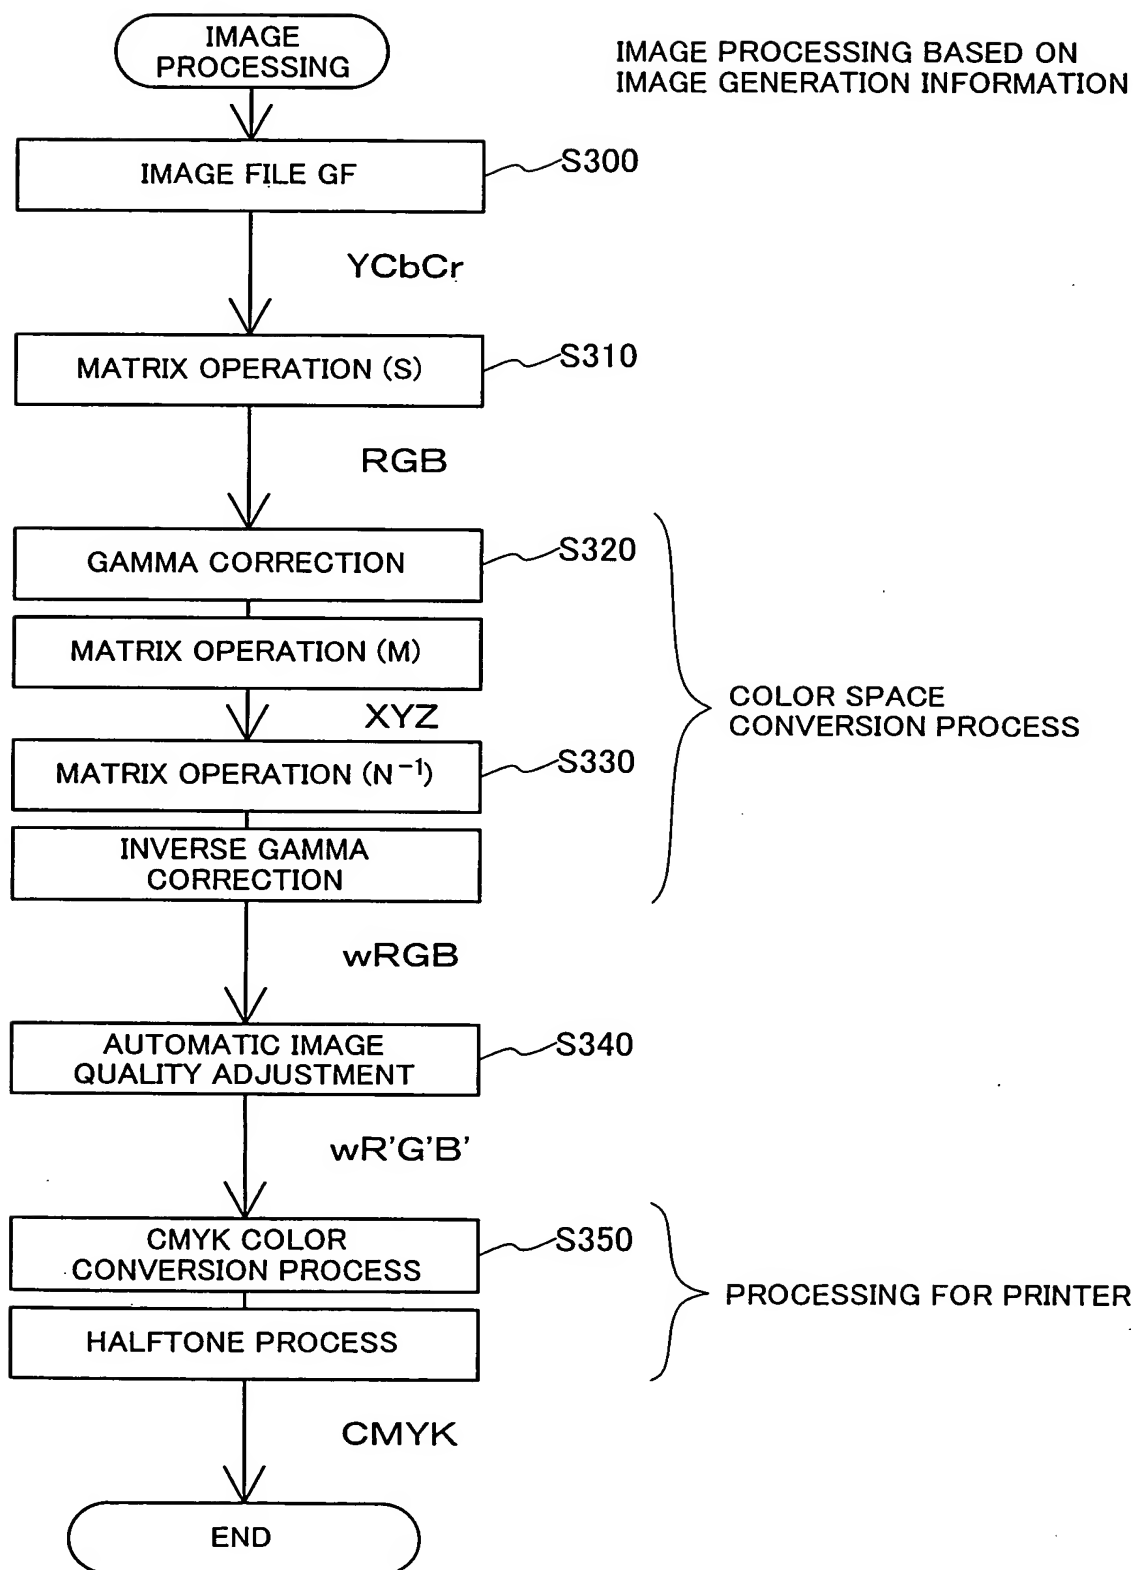 IMAGE
PROCESSING
IMAGE PROCESSING BASED ON
IMAGE GENERATION INFORMATION
IMAGE FILE GF
S300
YCbCr
MATRIX OPERATION (S)
S310
RGB
GAMMA CORRECTION
S320
MATRIX OPERATION (M)
XYZ
COLOR SPACE
CONVERSION PROCESS
MATRIX OPERATION (N⁻¹)
S330
INVERSE GAMMA
CORRECTION
wRGB
AUTOMATIC IMAGE
QUALITY ADJUSTMENT
S340
wR'G'B'
CMYK COLOR
CONVERSION PROCESS
S350
PROCESSING FOR PRINTER
HALFTONE PROCESS
CMYK
END